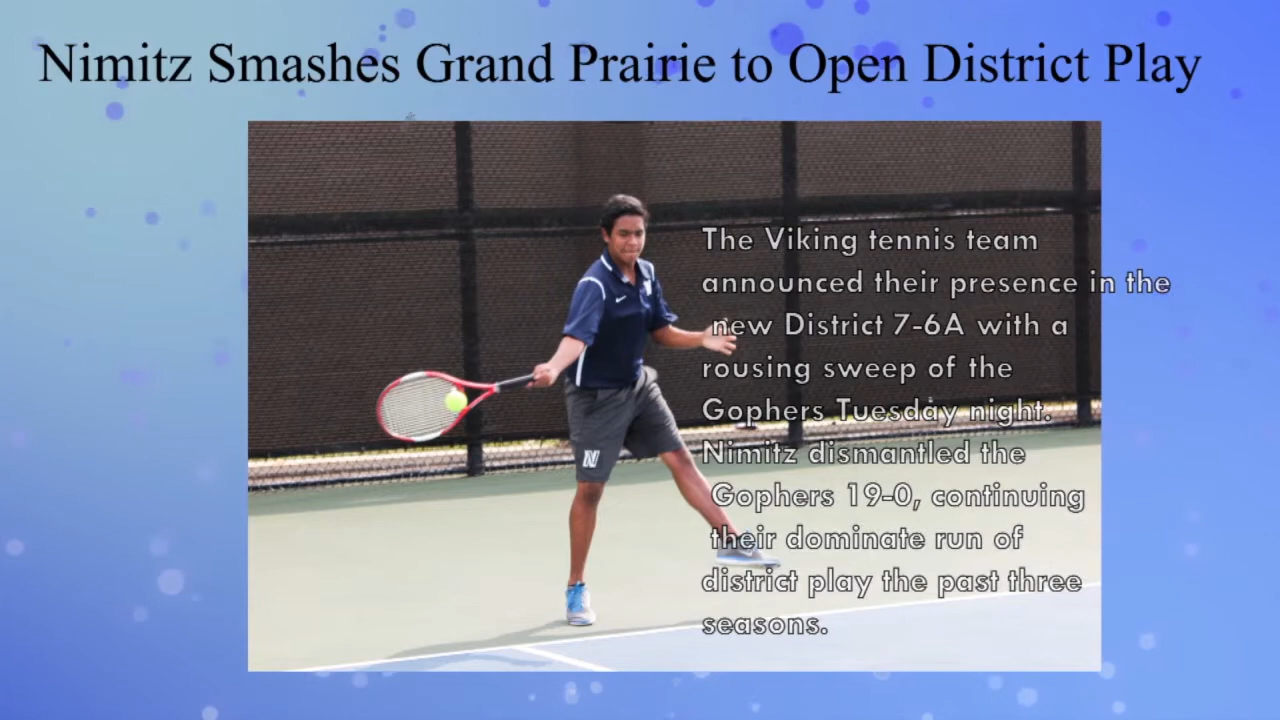 Nimitz Smashes Grand Prairie to Open District Play
The Viking tennis team
announced their presence in the
new District 7-6A with a
rousing sweep of the
Gophers Tuesday night.
Nimitz dismantled the
Gophers 19-0, continuing
their dominate run of
district play the past three
seasons.
N